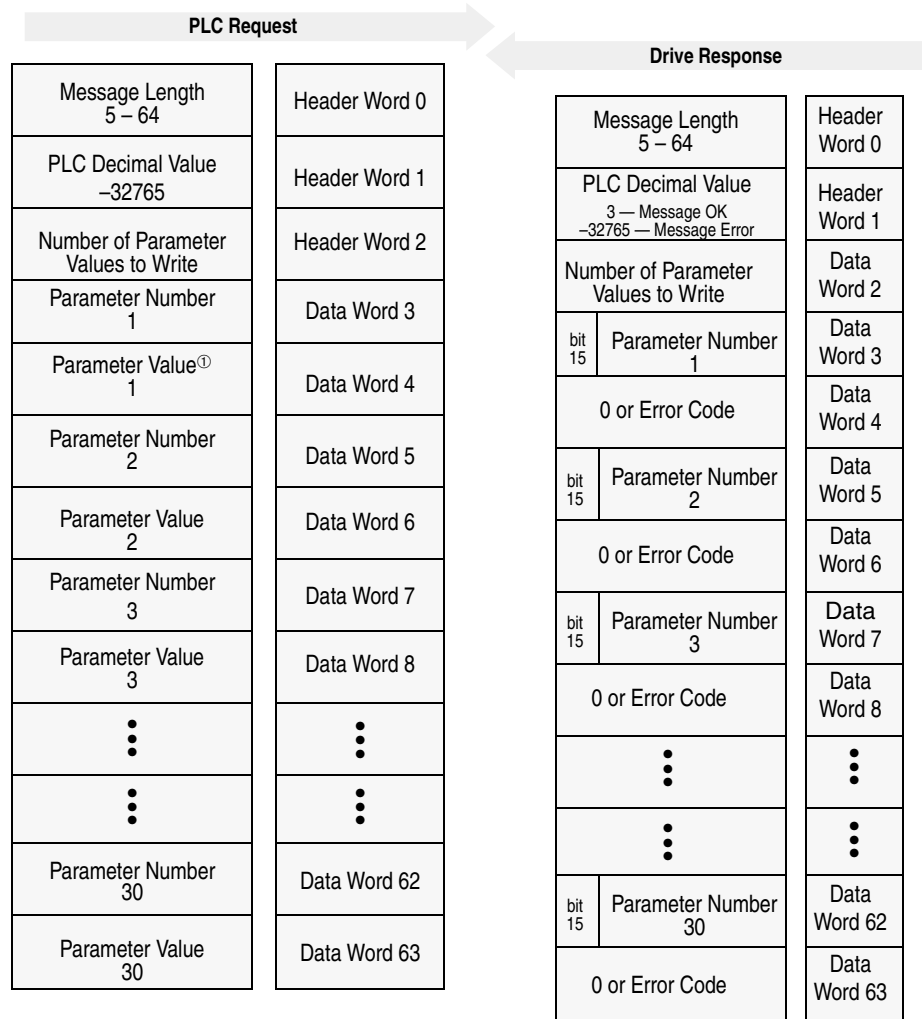 PLC Request
Message Length
5 – 64
Header Word 0
PLC Decimal Value
–32765
Header Word 1
Number of Parameter
Values to Write
Header Word 2
Parameter Number
1
Data Word 3
Parameter Value①
1
Data Word 4
Parameter Number
2
Data Word 5
Parameter Value
2
Data Word 6
Parameter Number
3
Data Word 7
Parameter Value
3
Data Word 8
Parameter Number
30
Data Word 62
Parameter Value
30
Data Word 63
Drive Response
Message Length
5 – 64
Header
Word 0
PLC Decimal Value
3 — Message OK
–32765 — Message Error
Header
Word 1
Number of Parameter
Values to Write
Data
Word 2
bit
15
Parameter Number
1
Data
Word 3
0 or Error Code
Data
Word 4
bit
15
Parameter Number
2
Data
Word 5
0 or Error Code
Data
Word 6
bit
15
Parameter Number
3
Data
Word 7
0 or Error Code
Data
Word 8
bit
15
Parameter Number
30
Data
Word 62
0 or Error Code
Data
Word 63